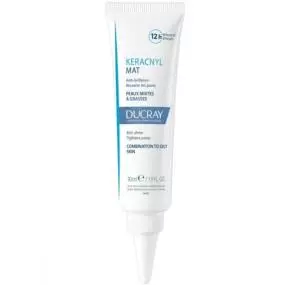 12h
KERACNYL
MAT
Anti-brillance
Resserre les pores
PEAUX MIXTES
& GRASSES
DUCRAY
Anti-shine
Tightens pores
COMBINATION TO OILY
SKIN